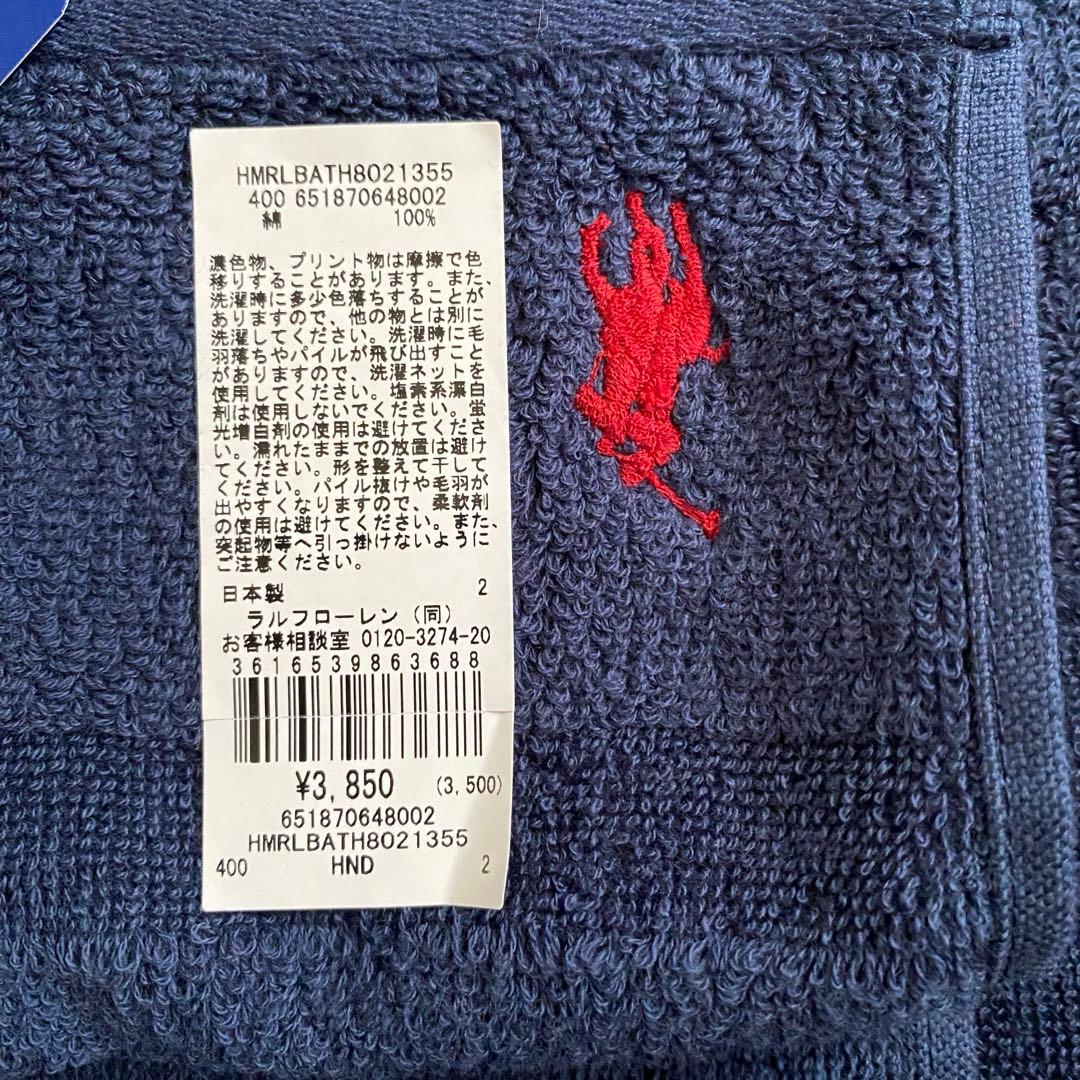 HMRLBATH8021355
400 651870648002
綿 100%
濃色物、プリント物は摩擦で色
移りすることがあります。また、
洗濯時に多少色落ちすることが
ありますので、他の物とは別に
洗濯してください。洗濯時に毛
羽落ちやパイルが飛び出すこと
がありますので、洗濯ネットを
使用してください。塩素系漂白
剤は使用しないでください。蛍
光増白剤の使用は避けてくださ
い。濡れたままでの放置は避け
てください。形を整えて干して
ください。パイル抜けや毛羽が
出やすくなりますので、柔軟剤
の使用は避けてください。また、
突起物等へ引っ掛けないように
ご注意ください。
日本製 2
ラルフローレン（同）
お客様相談室 0120-3274-20
3616539863688
¥3,850 (3,500)
651870648002
HMRLBATH8021355
400 HND 2